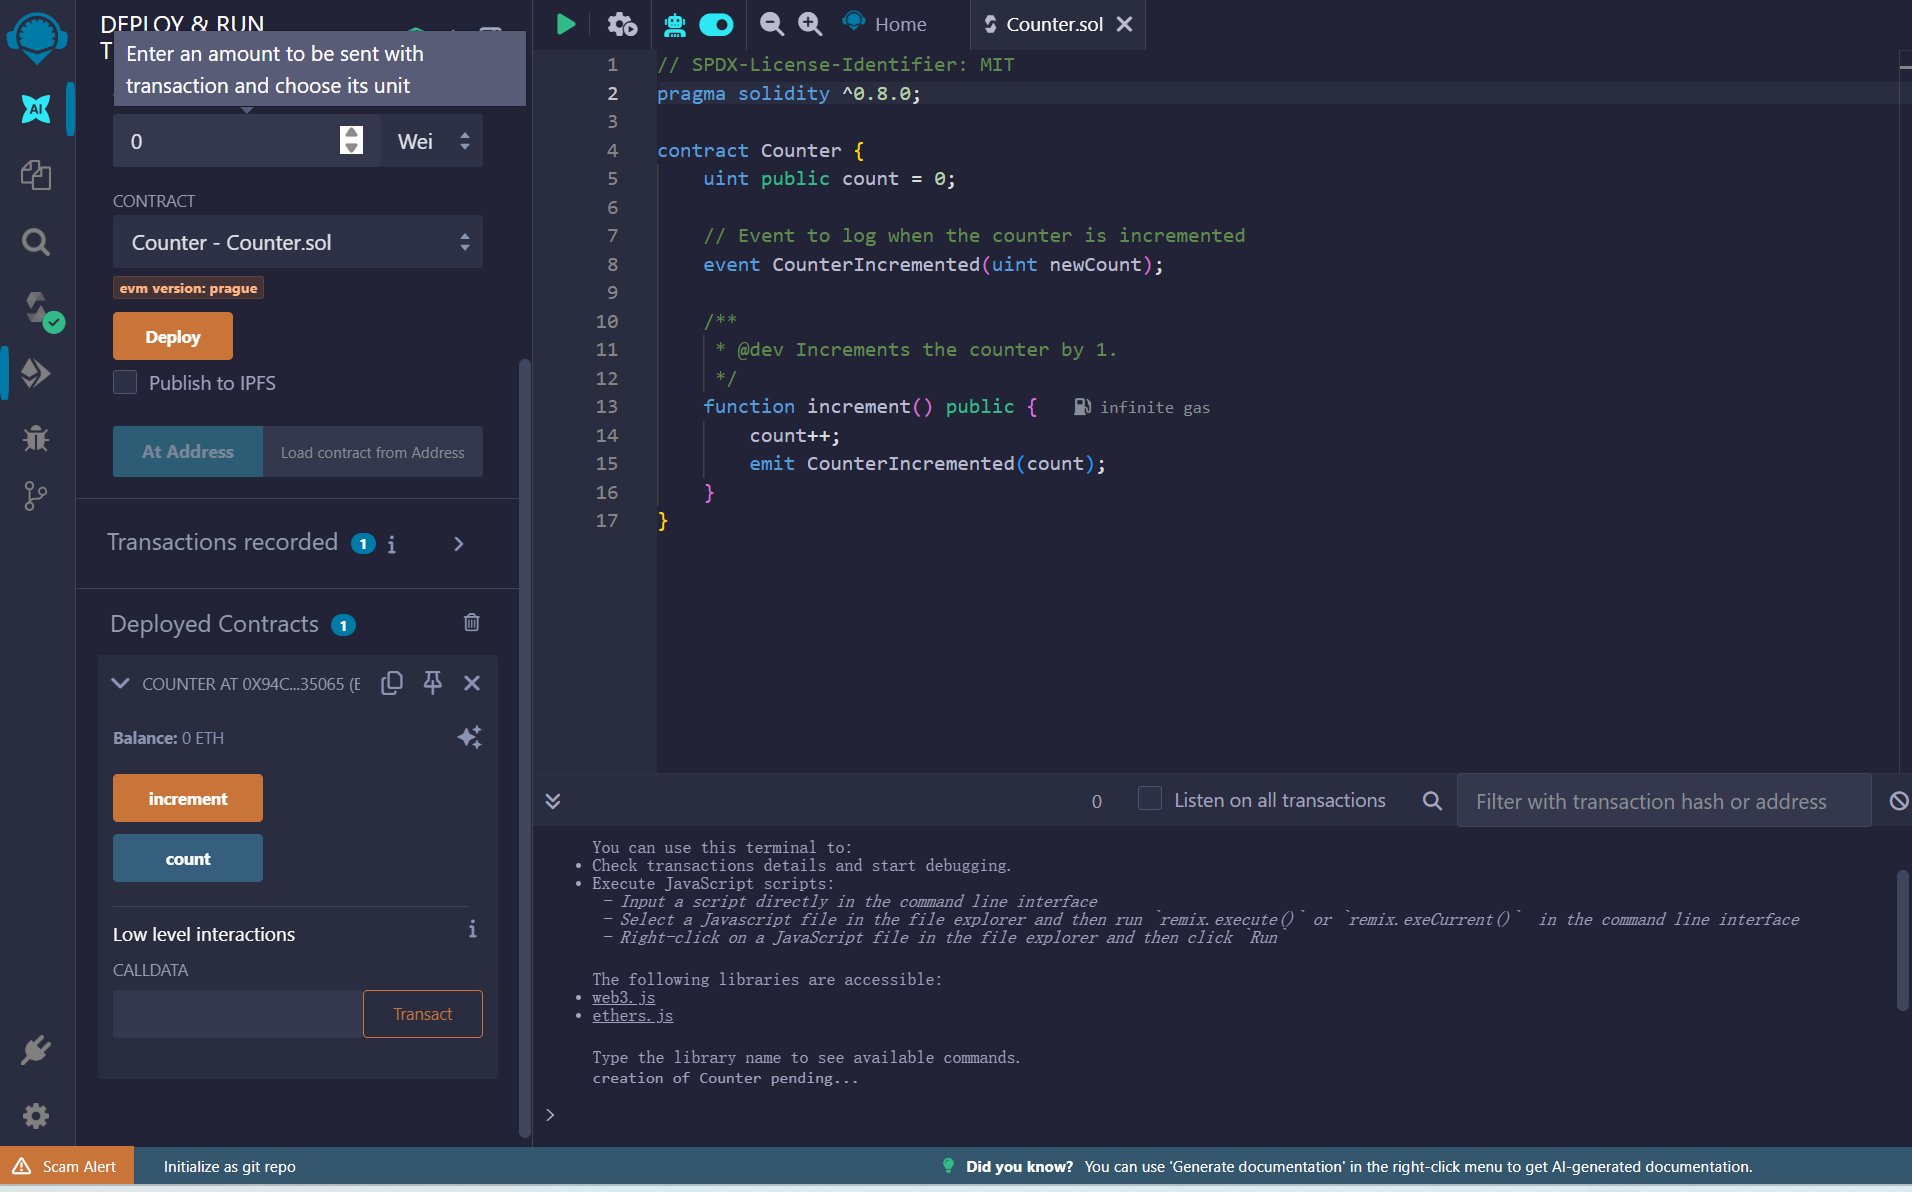 DEPLOY & RUN
T
Enter an amount to be sent with
transaction and choose its unit
0
Wei
CONTRACT
Counter - Counter.sol
evm version: prague
Deploy
Publish to IPFS
At Address
Load contract from Address
Transactions recorded 1 i
Deployed Contracts 1
COUNTER AT 0X94C...35065 (
Balance: 0 ETH
increment
count
Low level interactions
i
CALLDATA
Transact
AI
Home
Counter.sol
1 // SPDX-License-Identifier: MIT
2 pragma solidity ^0.8.0;
3
4 contract Counter {
5 uint public count = 0;
6
7 // Event to log when the counter is incremented
8 event CounterIncremented(uint newCount);
9
10 /**
11 * @dev Increments the counter by 1.
12 */
13 function increment() public { infinite gas
14 count++;
15 emit CounterIncremented(count);
16 }
17 }
0
Listen on all transactions
Filter with transaction hash or address
You can use this terminal to:
• Check transactions details and start debugging.
• Execute JavaScript scripts:
- Input a script directly in the command line interface
- Select a Javascript file in the file explorer and then run `remix.execute()` or `remix.exeCurrent()` in the command line interface
- Right-click on a JavaScript file in the file explorer and then click `Run`
The following libraries are accessible:
• web3.js
• ethers.js
Type the library name to see available commands.
creation of Counter pending...
>
Scam Alert
Initialize as git repo
Did you know? You can use 'Generate documentation' in the right-click menu to get AI-generated documentation.